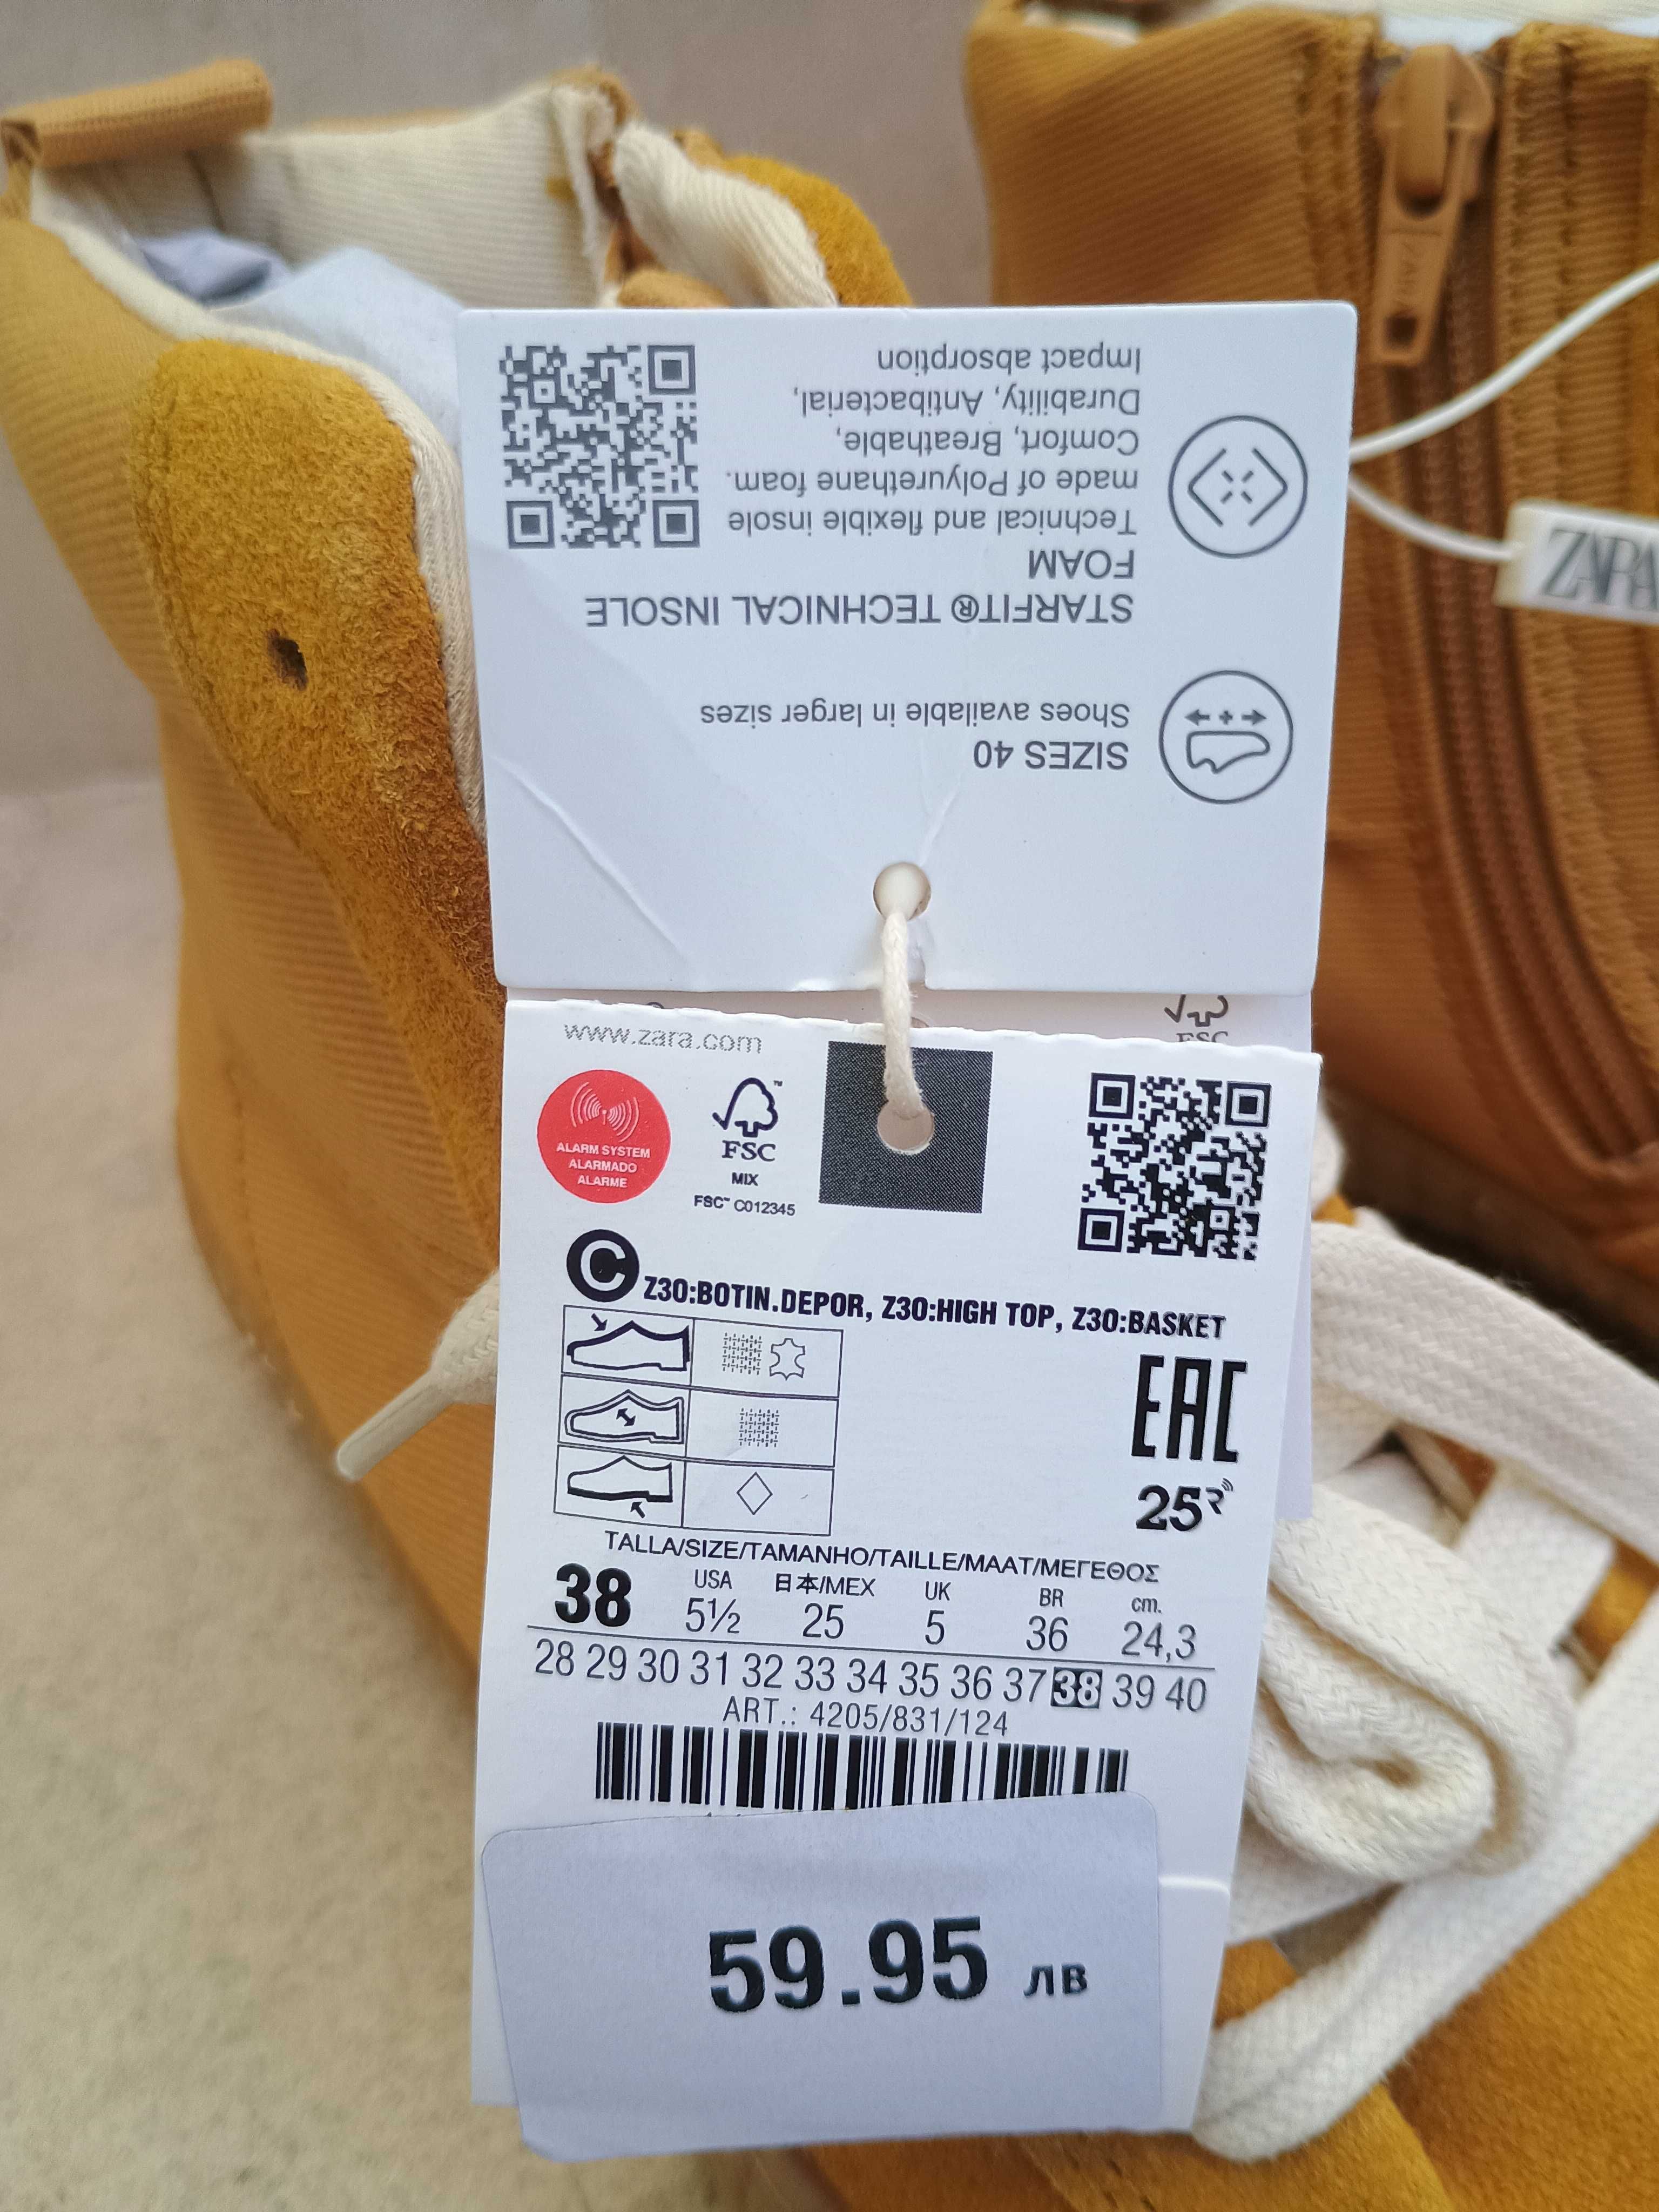 STARFIT® TECHNICAL INSOLE
FOAM
Technical and flexible insole
made of Polyurethane foam.
Comfort, Breathable,
Durability, Antibacterial,
Impact absorption
SIZES 40
Shoes available in larger sizes
ZARA
FSC
www.zara.com
ALARM SYSTEM
ALARMADO
ALARME
FSC™
MIX
FSC™ C012345
C Z30:BOTIN.DEPOR, Z30:HIGH TOP, Z30:BASKET
EAC
25R
TALLA/SIZE/TAMANHO/TAILLE/MAAT/ΜΕΓΕΘΟΣ
USA 日本/MEX UK BR cm.
38 5½ 25 5 36 24,3
28 29 30 31 32 33 34 35 36 37 38 39 40
ART.: 4205/831/124
59.95 лв